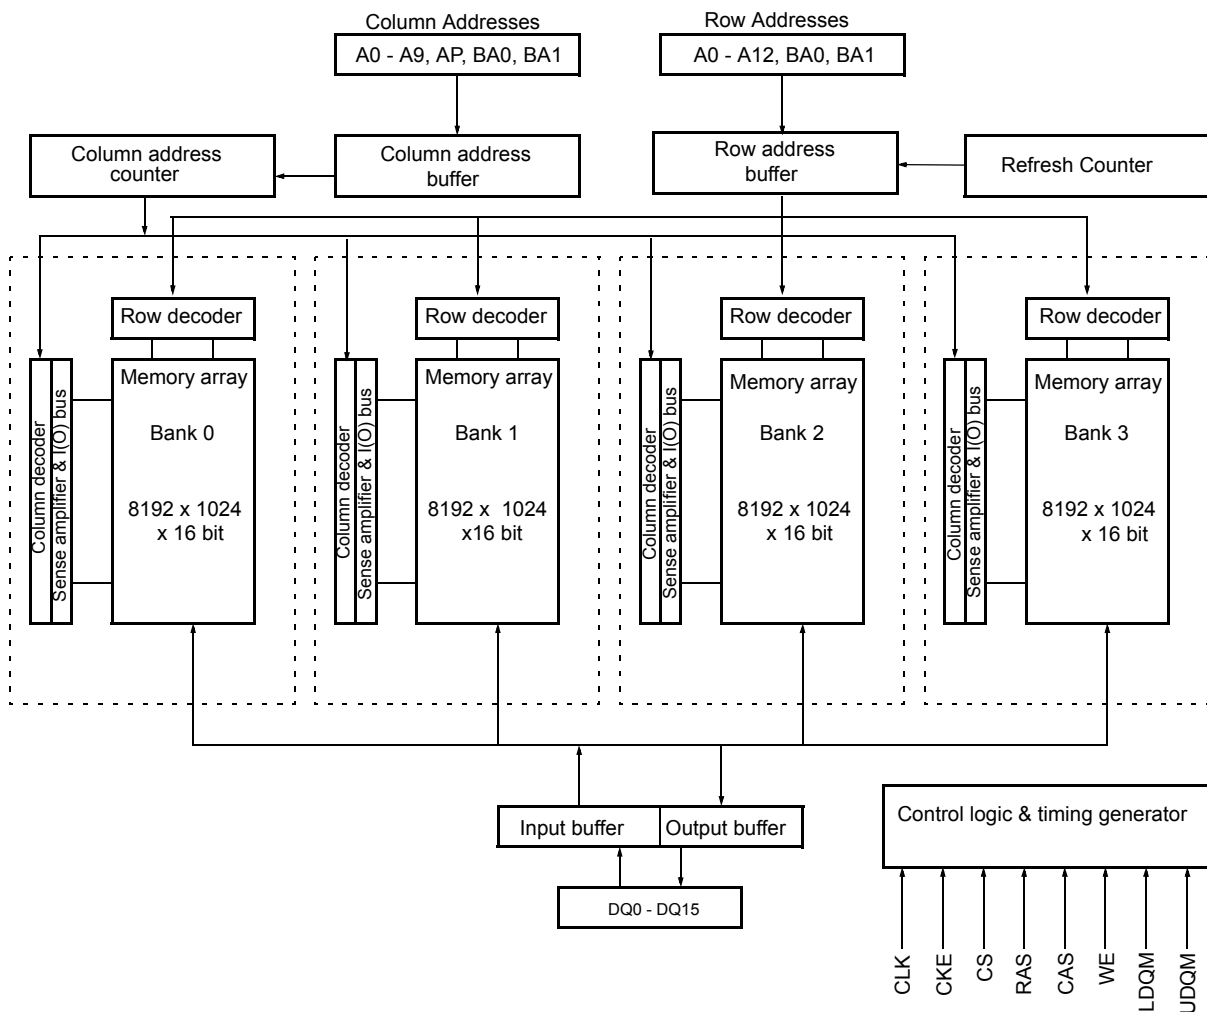 Column Addresses
A0 - A9, AP, BA0, BA1
Row Addresses
A0 - A12, BA0, BA1
Column address
counter
Column address
buffer
Row address
buffer
Refresh Counter
Row decoder
Memory array
Bank 0
8192 x 1024
x 16 bit
Column decoder
Sense amplifier & I(O) bus
Row decoder
Memory array
Bank 1
8192 x 1024
x16 bit
Column decoder
Sense amplifier & I(O) bus
Row decoder
Memory array
Bank 2
8192 x 1024
x 16 bit
Column decoder
Sense amplifier & I(O) bus
Row decoder
Memory array
Bank 3
8192 x 1024
x 16 bit
Column decoder
Sense amplifier & I(O) bus
Input buffer
Output buffer
DQ0 - DQ15
Control logic & timing generator
CLK
CKE
CS
RAS
CAS
WE
LDQM
UDQM